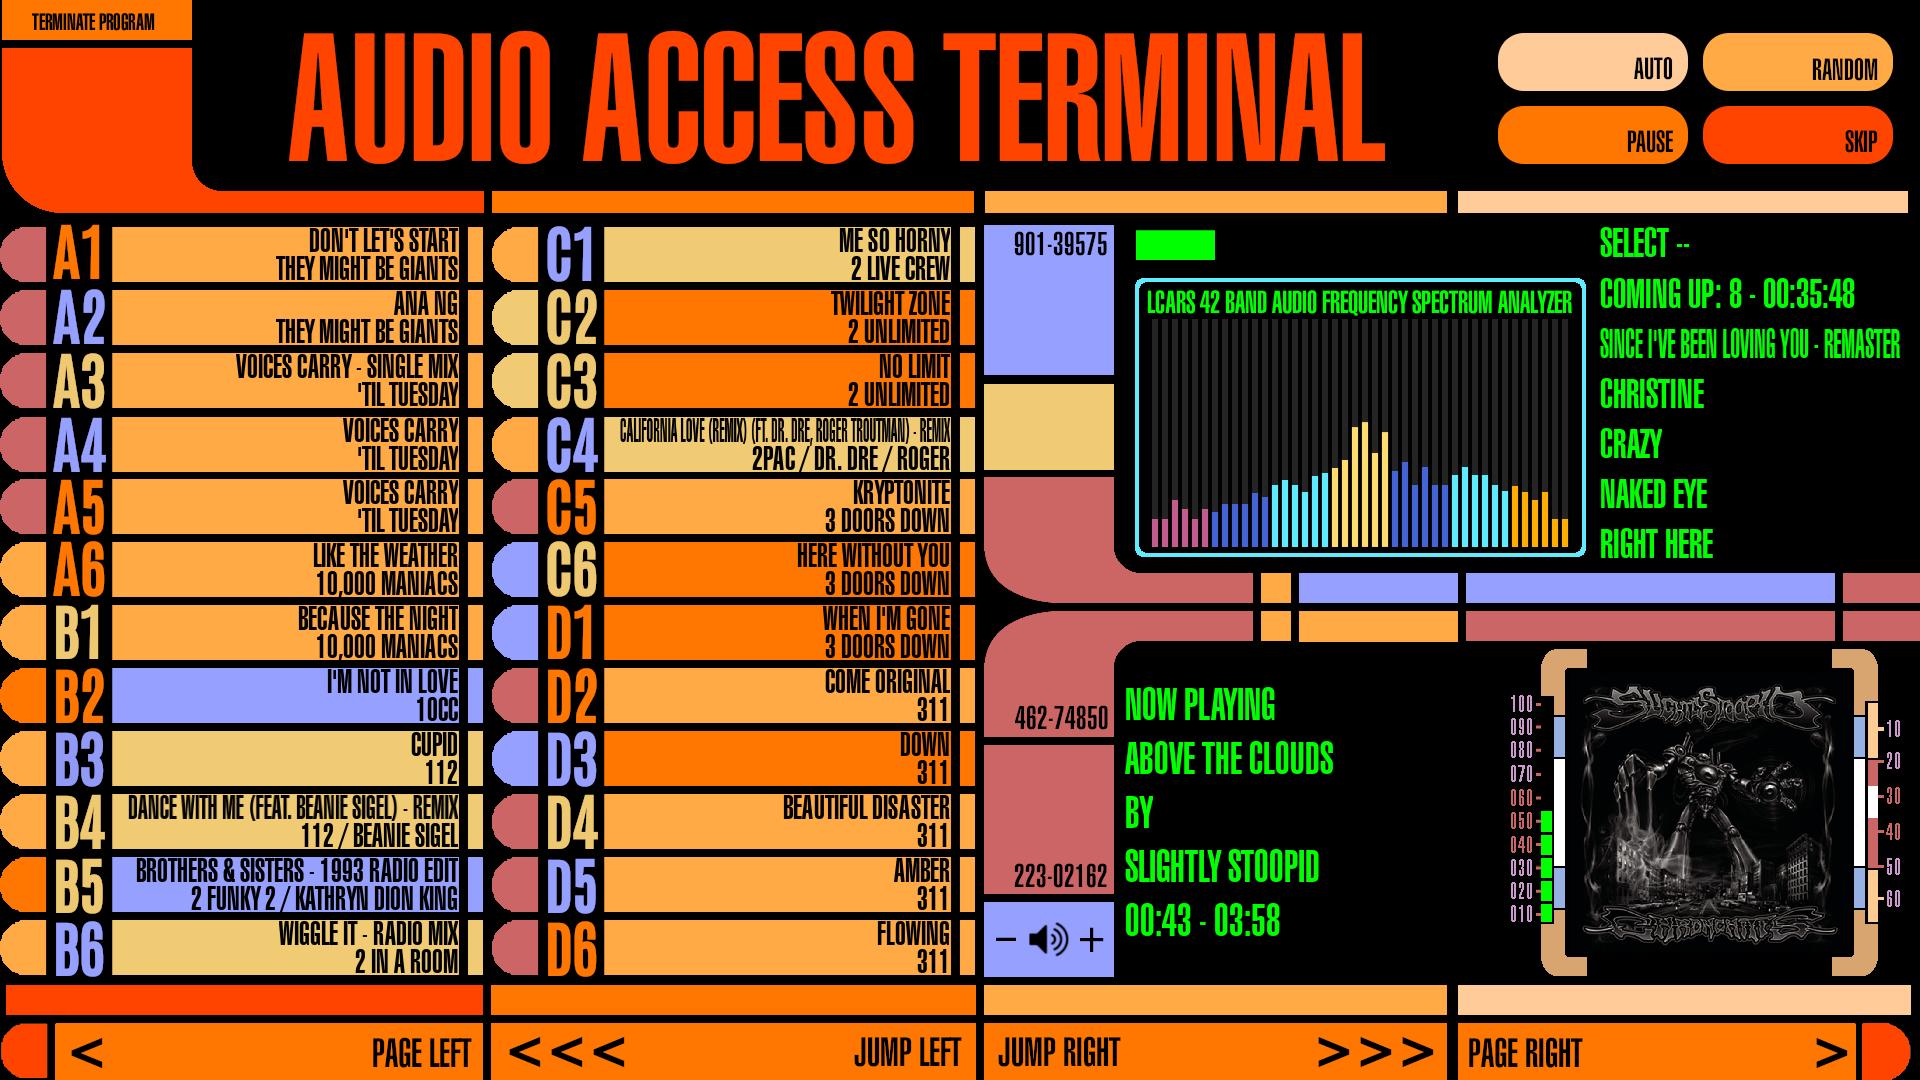 TERMINATE PROGRAM
AUDIO ACCESS TERMINAL
AUTO
RANDOM
PAUSE
SKIP
A1
DON'T LET'S START
THEY MIGHT BE GIANTS
A2
ANA NG
THEY MIGHT BE GIANTS
A3
VOICES CARRY - SINGLE MIX
'TIL TUESDAY
A4
VOICES CARRY
'TIL TUESDAY
A5
VOICES CARRY
'TIL TUESDAY
A6
LIKE THE WEATHER
10,000 MANIACS
B1
BECAUSE THE NIGHT
10,000 MANIACS
B2
I'M NOT IN LOVE
10CC
B3
CUPID
112
B4
DANCE WITH ME (FEAT. BEANIE SIGEL) - REMIX
112 / BEANIE SIGEL
B5
BROTHERS & SISTERS - 1993 RADIO EDIT
2 FUNKY 2 / KATHRYN DION KING
B6
WIGGLE IT - RADIO MIX
2 IN A ROOM
C1
ME SO HORNY
2 LIVE CREW
C2
TWILIGHT ZONE
2 UNLIMITED
C3
NO LIMIT
2 UNLIMITED
C4
CALIFORNIA LOVE (REMIX) (FT. DR. DRE, ROGER TROUTMAN) - REMIX
2PAC / DR. DRE / ROGER
C5
KRYPTONITE
3 DOORS DOWN
C6
HERE WITHOUT YOU
3 DOORS DOWN
D1
WHEN I'M GONE
3 DOORS DOWN
D2
COME ORIGINAL
311
D3
DOWN
311
D4
BEAUTIFUL DISASTER
311
D5
AMBER
311
D6
FLOWING
311
901-39575
LCARS 42 BAND AUDIO FREQUENCY SPECTRUM ANALYZER
SELECT --
COMING UP: 8 - 00:35:48
SINCE I'VE BEEN LOVING YOU - REMASTER
CHRISTINE
CRAZY
NAKED EYE
RIGHT HERE
462-74850
223-02162
− +
NOW PLAYING
ABOVE THE CLOUDS
BY
SLIGHTLY STOOPID
00:43 - 03:58
100
090
080
070
060
050
040
030
020
010
SLIGHTLY STOOPID
CHRONCHITIS
10
20
30
40
50
60
< PAGE LEFT
<<< JUMP LEFT
JUMP RIGHT >>>
PAGE RIGHT >